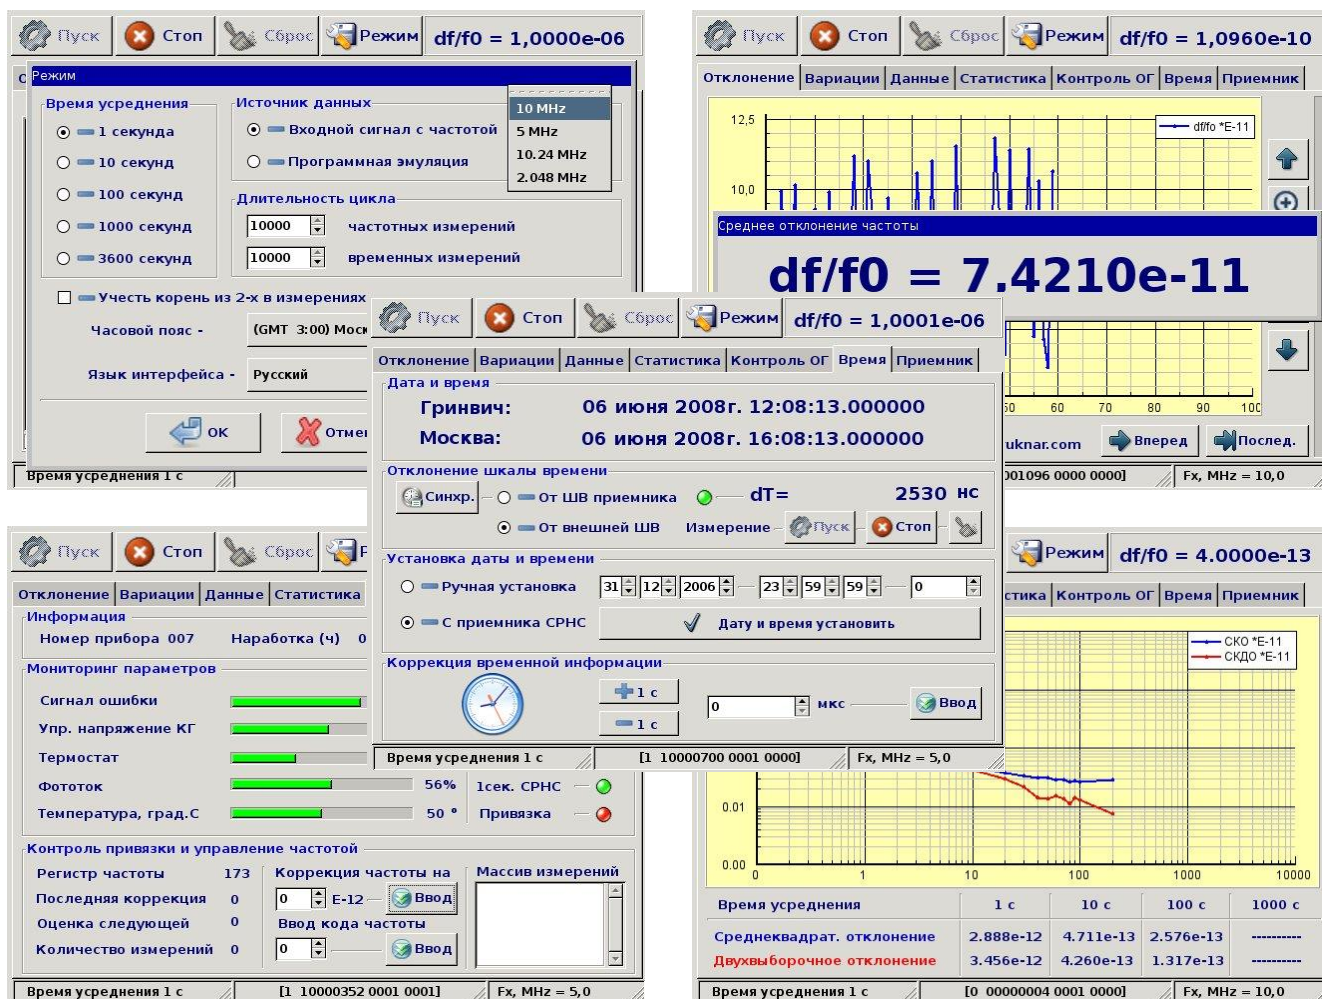 Пуск Стоп Сброс Режим df/f0 = 1,0000e-06
Режим
Время усреднения
1 секунда
10 секунд
100 секунд
1000 секунд
3600 секунд
Источник данных
Входной сигнал с частотой
Программная эмуляция
10 MHz
5 MHz
10.24 MHz
2.048 MHz
Длительность цикла
10000 частотных измерений
10000 временных измерений
Учесть корень из 2-х в измерениях
Часовой пояс - (GMT 3:00)
Язык интерфейса - Русский
OK
Время усреднения 1 с
Пуск Стоп Сброс Режим df/f0 = 1,0960e-10
Отклонение Вариации Данные Статистика Контроль ОГ Время Приемник
12,5
df/fo *E-11
10,0
Среднее отклонение частоты
df/f0 = 7.4210e-11
60 70 80 90 100
uknar.com Вперед Послед.
001096 0000 0000] Fx, MHz = 10,0
Пуск Стоп Сброс Режим df/f0 = 1,0001e-06
Отклонение Вариации Данные Статистика Контроль ОГ Время Приемник
Дата и время
Гринвич: 06 июня 2008г. 12:08:13.000000
Москва: 06 июня 2008г. 16:08:13.000000
Отклонение шкалы времени
Синхр. От ШВ приемника dT= 2530 нс
От внешней ШВ Измерение Пуск Стоп
Установка даты и времени
Ручная установка 31 12 2006 23 59 59 0
С приемника СРНС Дату и время установить
Коррекция временной информации
1 с
0 мкс Ввод
1 с
Время усреднения 1 с [1 10000700 0001 0000] Fx, MHz = 5,0
Пуск Стоп Сброс
Отклонение Вариации Данные Статистика
Информация
Номер прибора 007 Наработка (ч) 0
Мониторинг параметров
Сигнал ошибки
Упр. напряжение КГ
Термостат
Фототок 56% 1сек. СРНС
Температура, град.С 50 ° Привязка
Контроль привязки и управление частотой
Регистр частоты 173 Коррекция частоты на Массив измерений
Последняя коррекция 0 0 E-12 Ввод
Оценка следующей 0 Ввод кода частоты
Количество измерений 0 0 Ввод
Время усреднения 1 с [1 10000352 0001 0001] Fx, MHz = 5,0
Режим df/f0 = 4.0000e-13
Контроль ОГ Время Приемник
СКО *E-11
СКДО *E-11
0.01
0.00
0 1 10 100 1000 10000
Время усреднения 1 с 10 с 100 с 1000 с
Среднеквадрат. отклонение 2.888e-12 4.711e-13 2.576e-13 ----------
Двухвыборочное отклонение 3.456e-12 4.260e-13 1.317e-13 ----------
Время усреднения 1 с [0 00000004 0001 0000] Fx, MHz = 10,0